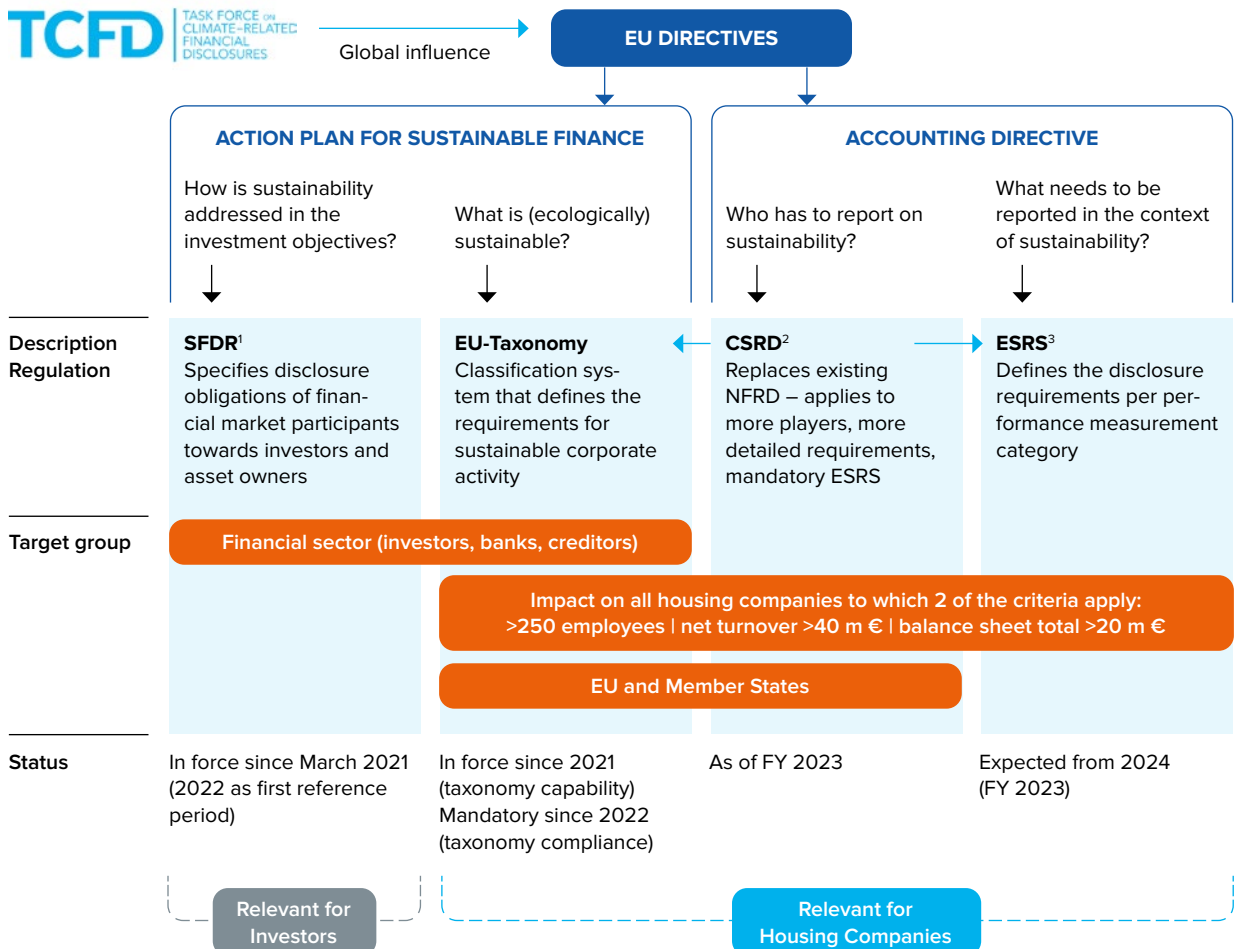 TCFD
TASK FORCE ON
CLIMATE-RELATED
FINANCIAL
DISCLOSURES
Global influence
EU DIRECTIVES
ACTION PLAN FOR SUSTAINABLE FINANCE
ACCOUNTING DIRECTIVE
How is sustainability
addressed in the
investment objectives?
What is (ecologically)
sustainable?
Who has to report on
sustainability?
What needs to be
reported in the context
of sustainability?
Description
Regulation
SFDR¹
Specifies disclosure
obligations of finan-
cial market participants
towards investors and
asset owners
EU-Taxonomy
Classification sys-
tem that defines the
requirements for
sustainable corporate
activity
CSRD²
Replaces existing
NFRD – applies to
more players, more
detailed requirements,
mandatory ESRS
ESRS³
Defines the disclosure
requirements per per-
formance measurement
category
Target group
Financial sector (investors, banks, creditors)
Impact on all housing companies to which 2 of the criteria apply:
>250 employees | net turnover >40 m € | balance sheet total >20 m €
EU and Member States
Status
In force since March 2021
(2022 as first reference
period)
In force since 2021
(taxonomy capability)
Mandatory since 2022
(taxonomy compliance)
As of FY 2023
Expected from 2024
(FY 2023)
Relevant for
Investors
Relevant for
Housing Companies